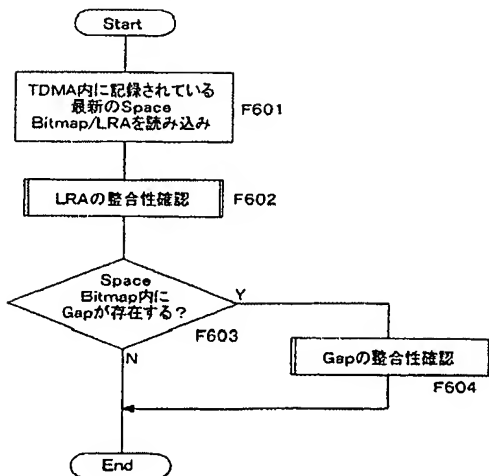 Start
TDMA内に記録されている
最新のSpace
Bitmap/LRAを読み込み
F601
LRAの整合性確認
F602
Space
Bitmap内に
Gapが存在する?
Y
F603
N
Gapの整合性確認
F604
End